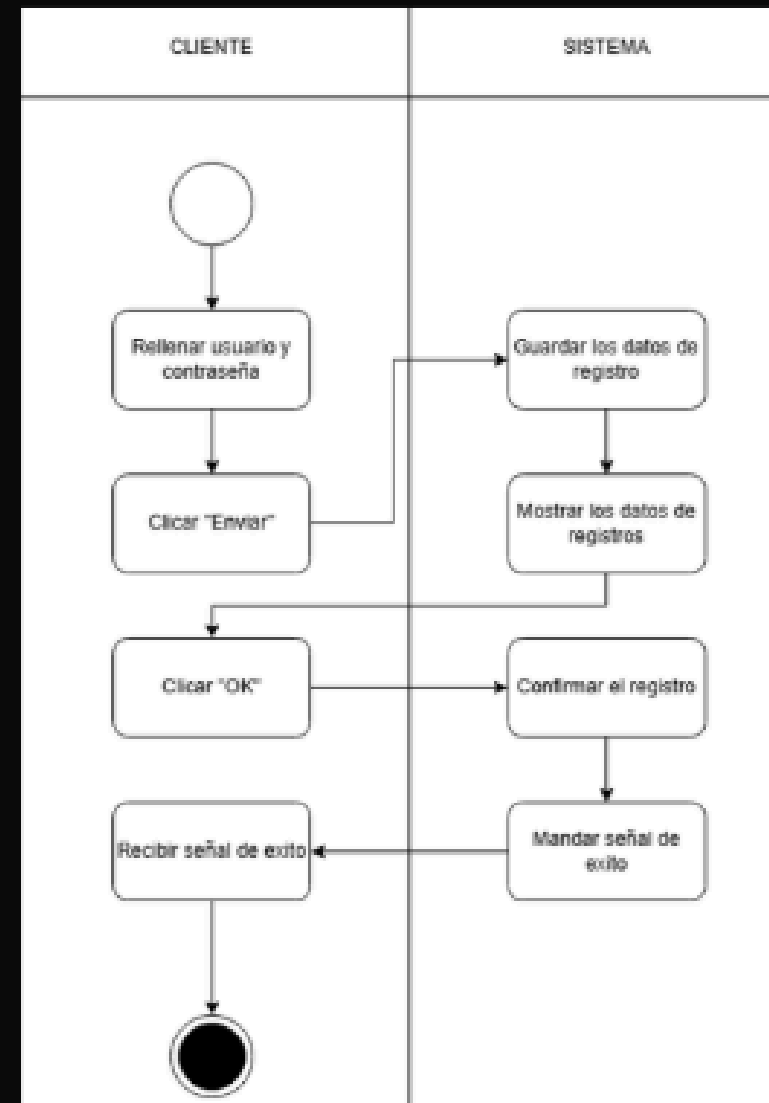 CLIENTE
SISTEMA
Rellenar usuario y
contraseña
Guardar los datos de
registro
Clicar "Enviar"
Mostrar los datos de
registros
Clicar "OK"
Confirmar el registro
Recibir señal de exito
Mandar señal de
exito